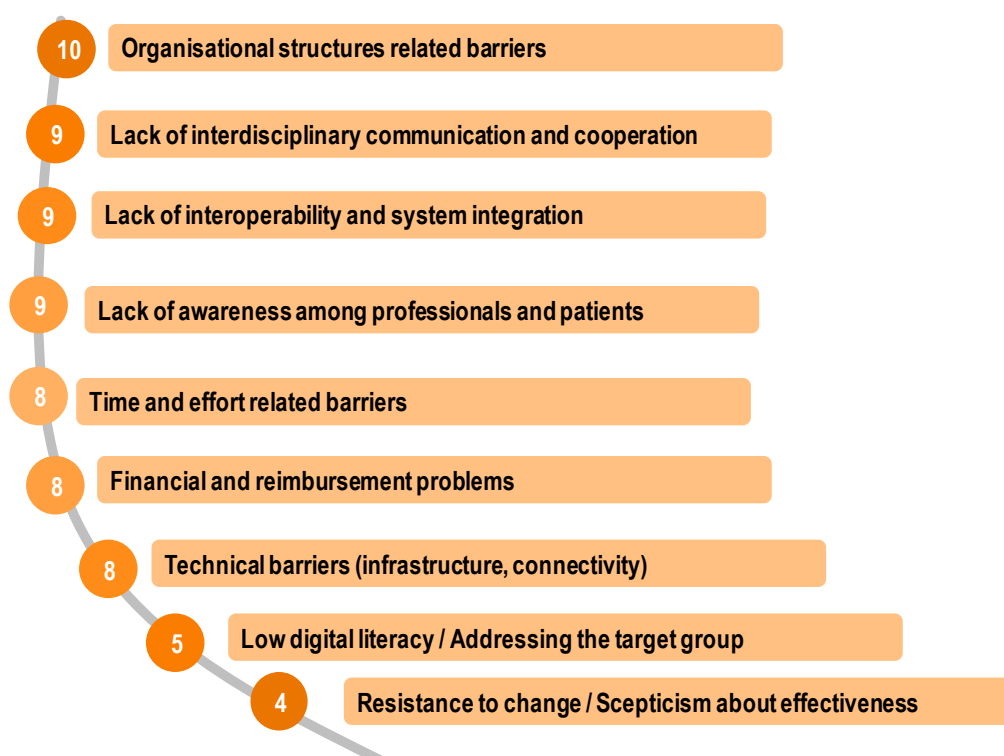 10 Organisational structures related barriers
9 Lack of interdisciplinary communication and cooperation
9 Lack of interoperability and system integration
9 Lack of awareness among professionals and patients
8 Time and effort related barriers
8 Financial and reimbursement problems
8 Technical barriers (infrastructure, connectivity)
5 Low digital literacy / Addressing the target group
4 Resistance to change / Scepticism about effectiveness